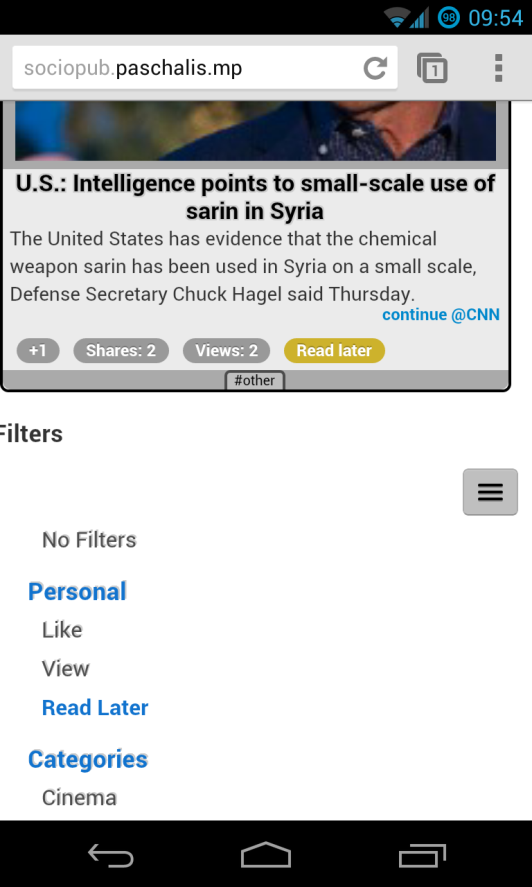 98 09:54
sociopub.paschalis.mp
1
U.S.: Intelligence points to small-scale use of
sarin in Syria
The United States has evidence that the chemical
weapon sarin has been used in Syria on a small scale,
Defense Secretary Chuck Hagel said Thursday.
continue @CNN
+1 Shares: 2 Views: 2 Read later
#other
Filters
No Filters
Personal
Like
View
Read Later
Categories
Cinema